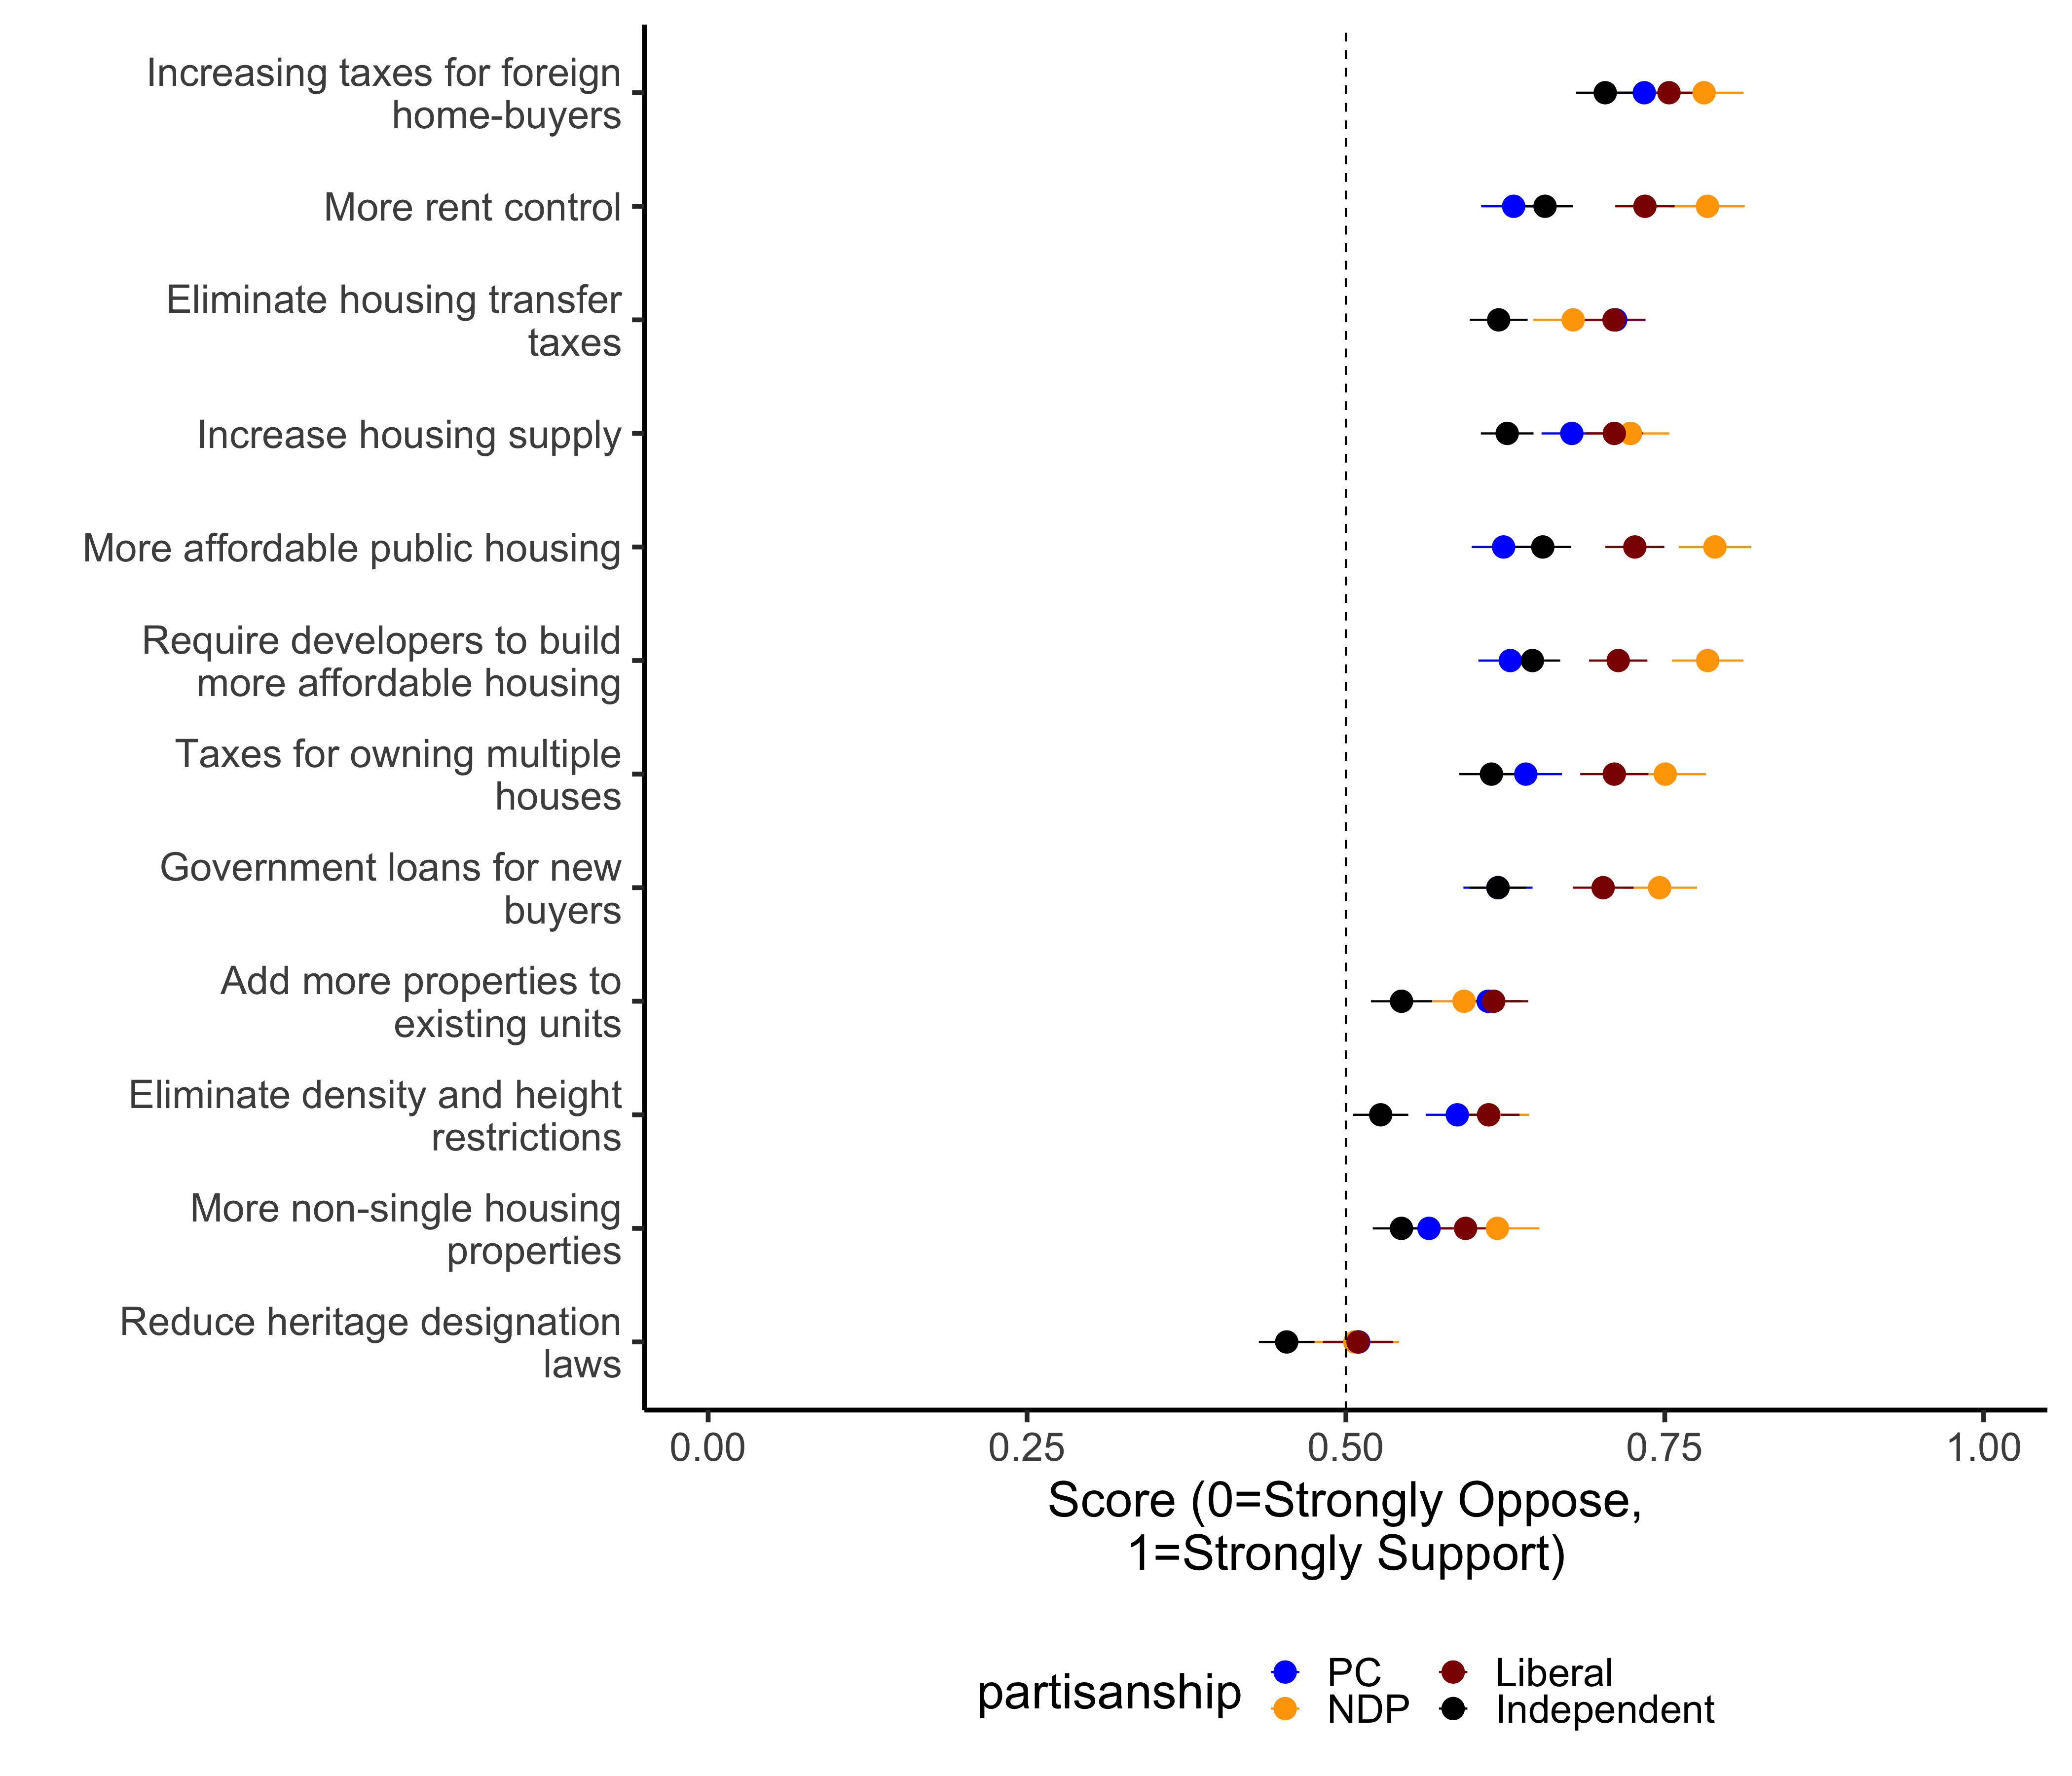 Increasing taxes for foreign
home-buyers
More rent control
Eliminate housing transfer
taxes
Increase housing supply
More affordable public housing
Require developers to build
more affordable housing
Taxes for owning multiple
houses
Government loans for new
buyers
Add more properties to
existing units
Eliminate density and height
restrictions
More non-single housing
properties
Reduce heritage designation
laws
0.00 0.25 0.50 0.75 1.00
Score (0=Strongly Oppose,
1=Strongly Support)
partisanship
PC Liberal
NDP Independent